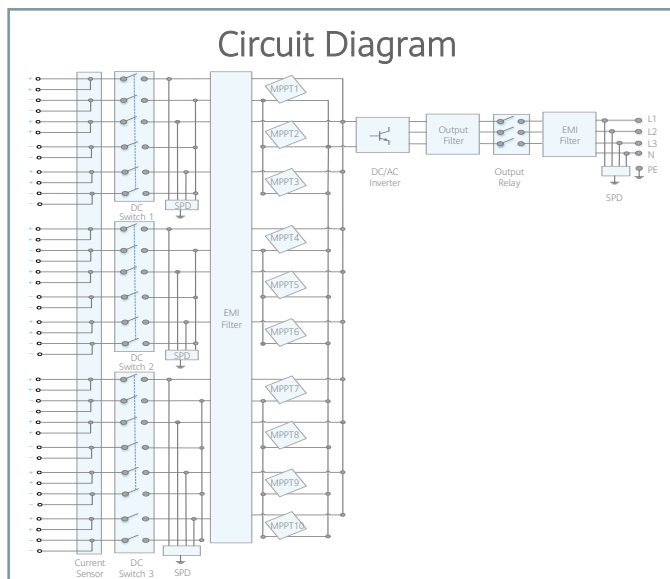 Circuit Diagram
MPPT1
MPPT2
MPPT3
MPPT4
MPPT5
MPPT6
MPPT7
MPPT8
MPPT9
MPPT10
EMI
Filter
DC
Switch 1
SPD
DC
Switch 2
SPD
Current
Sensor
DC
Switch 3
SPD
DC/AC
Inverter
Output
Filter
Output
Relay
EMI
Filter
L1
L2
L3
N
PE
SPD